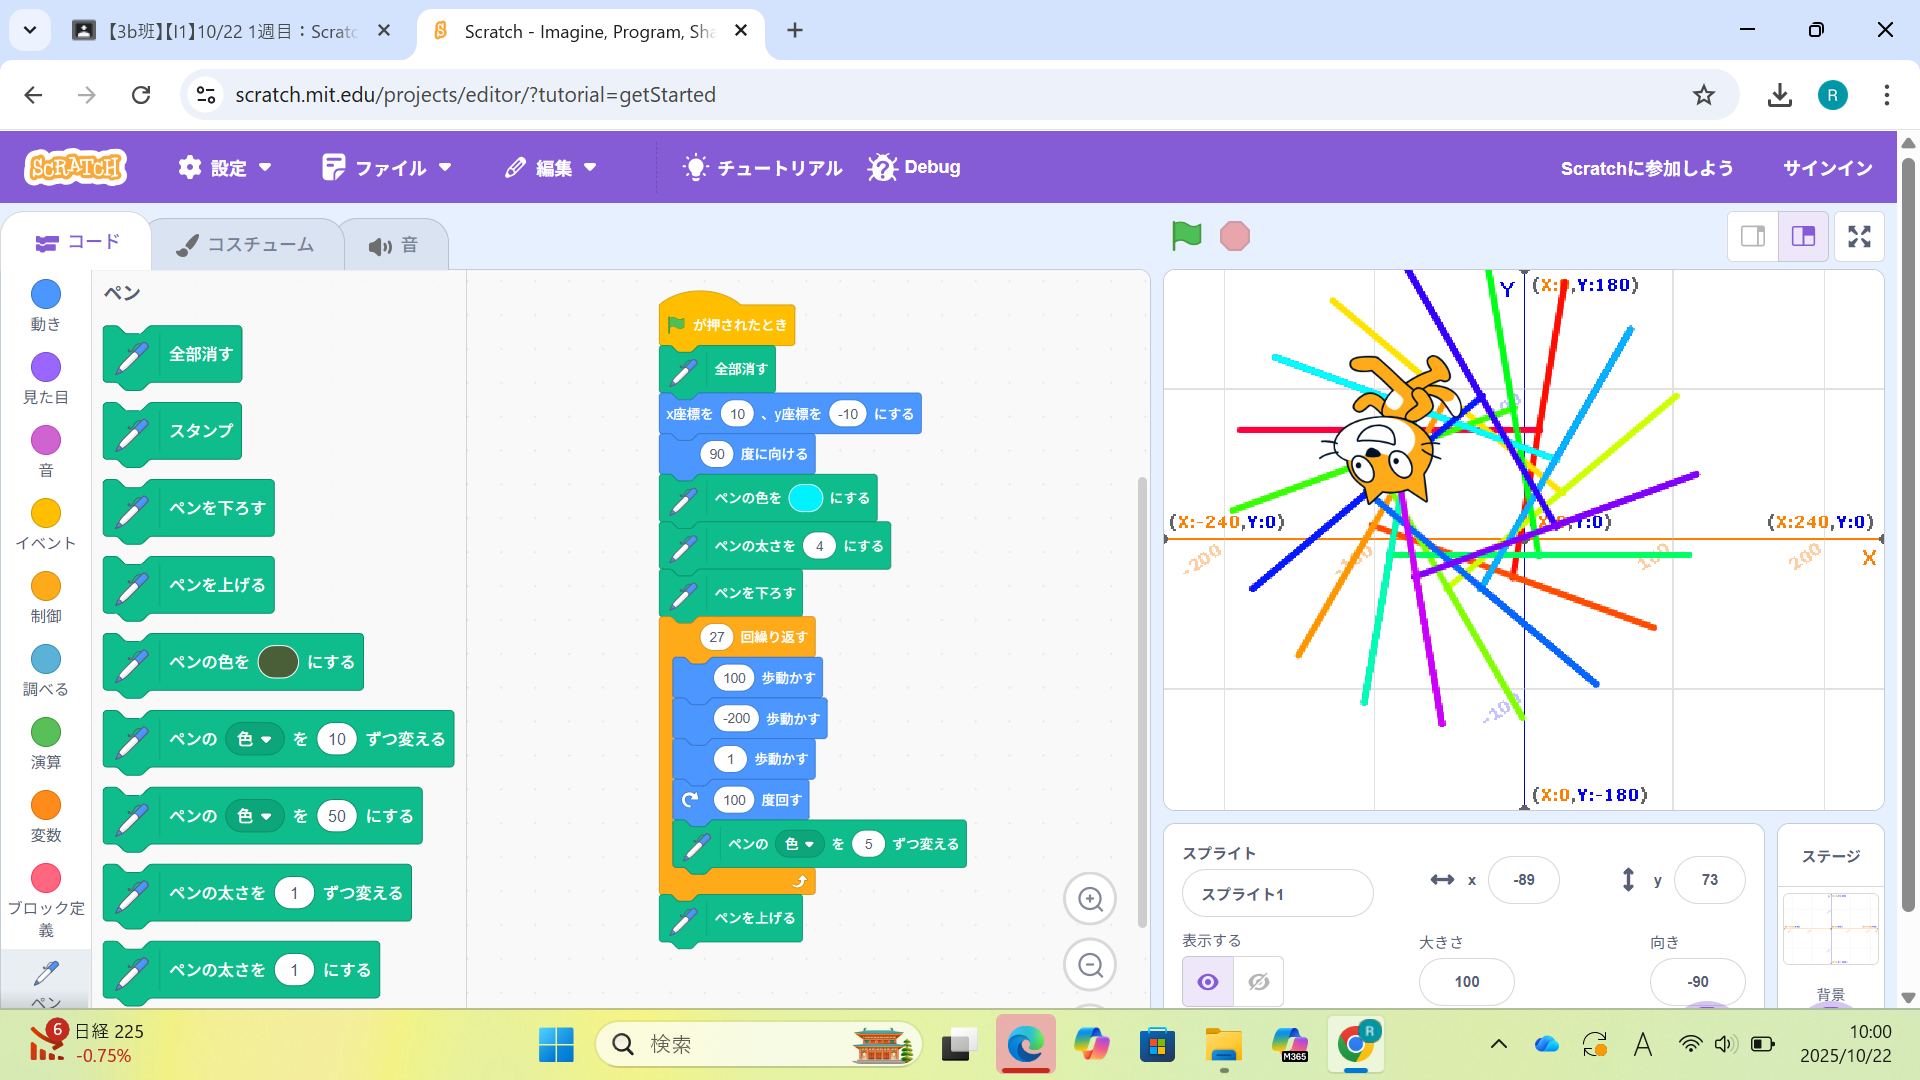 【3b班】【I1】10/22 1週目：Scratc
Scratch - Imagine, Program, Sha
scratch.mit.edu/projects/editor/?tutorial=getStarted
R
SCRATCH
設定
ファイル
編集
チュートリアル
Debug
Scratchに参加しよう
サインイン
コード
コスチューム
音
動き
見た目
音
イベント
制御
調べる
演算
変数
ブロック定義
ペン
ペン
全部消す
スタンプ
ペンを下ろす
ペンを上げる
ペンの色を にする
ペンの 色 を 10 ずつ変える
ペンの 色 を 50 にする
ペンの太さを 1 ずつ変える
ペンの太さを 1 にする
が押されたとき
全部消す
x座標を 10 、y座標を -10 にする
90 度に向ける
ペンの色を にする
ペンの太さを 4 にする
ペンを下ろす
27 回繰り返す
100 歩動かす
-200 歩動かす
1 歩動かす
100 度回す
ペンの 色 を 5 ずつ変える
ペンを上げる
Y
(X:0,Y:180)
(X:-240,Y:0)
(X:240,Y:0)
-200
200
X
-100
(X:0,Y:-180)
スプライト
スプライト1
x
-89
y
73
表示する
大きさ
100
向き
-90
ステージ
背景
6
日経 225
-0.75%
検索
M365
R
A
10:00
2025/10/22